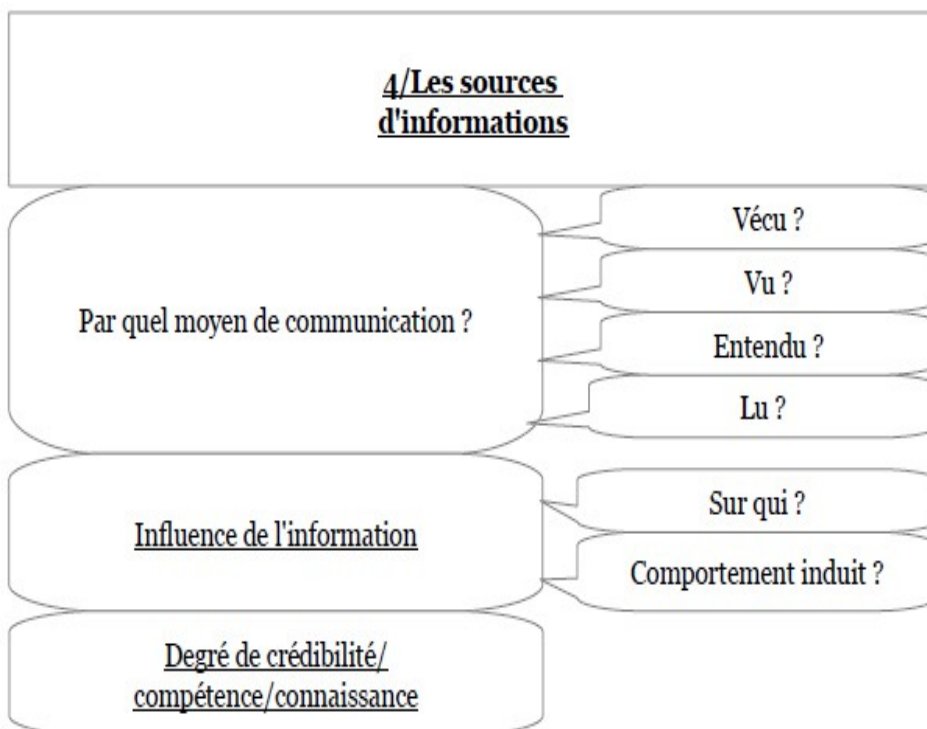 4/Les sources
d'informations
Par quel moyen de communication ?
Vécu ?
Vu ?
Entendu ?
Lu ?
Influence de l'information
Sur qui ?
Comportement induit ?
Degré de crédibilité/
compétence/connaissance